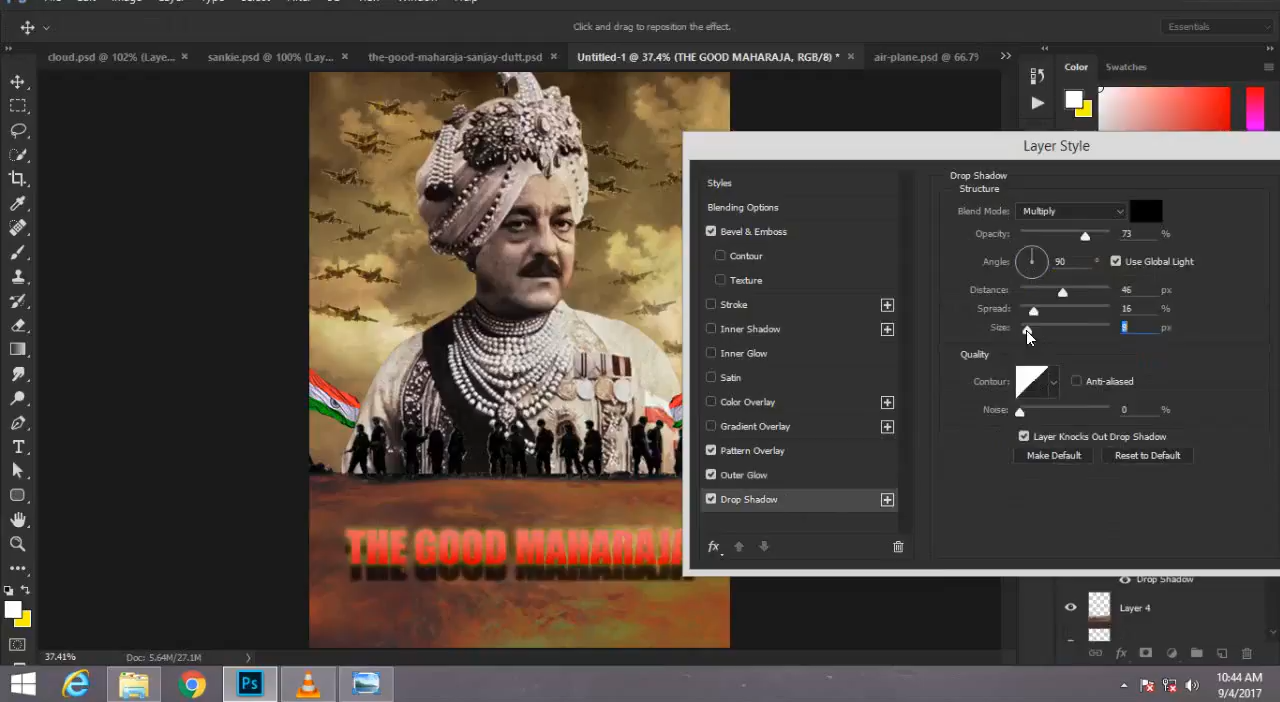 Click and drag to reposition the effect.
Essentials
cloud.psd @ 102% (Laye... ×
sankie.psd @ 100% (Lay... ×
the-good-maharaja-sanjay-dutt.psd ×
Untitled-1 @ 37.4% (THE GOOD MAHARAJA, RGB/8) * ×
air-plane.psd @ 66.7%
Color
Swatches
Layer Style
Styles
Blending Options
Bevel & Emboss
Contour
Texture
Stroke
Inner Shadow
Inner Glow
Satin
Color Overlay
Gradient Overlay
Pattern Overlay
Outer Glow
Drop Shadow
fx
Drop Shadow
Structure
Blend Mode: Multiply
Opacity: 73 %
Angle: 90 ° Use Global Light
Distance: 46 px
Spread: 16 %
Size: 8 px
Quality
Contour: Anti-aliased
Noise: 0 %
Layer Knocks Out Drop Shadow
Make Default Reset to Default
THE GOOD MAHARAJA
Drop Shadow
Layer 4
fx
37.41% Doc: 5.64M/27.1M
Ps
10:44 AM
9/4/2017